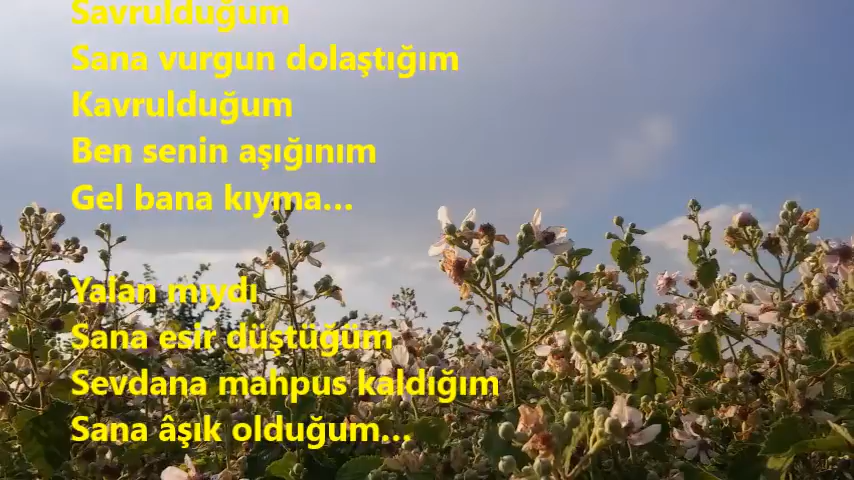 Savrulduğum
Sana vurgun dolaştığım
Kavrulduğum
Ben senin aşığınım
Gel bana kıyma...
Yalan mıydı
Sana esir düştüğüm
Sevdana mahpus kaldığım
Sana âşık olduğum...